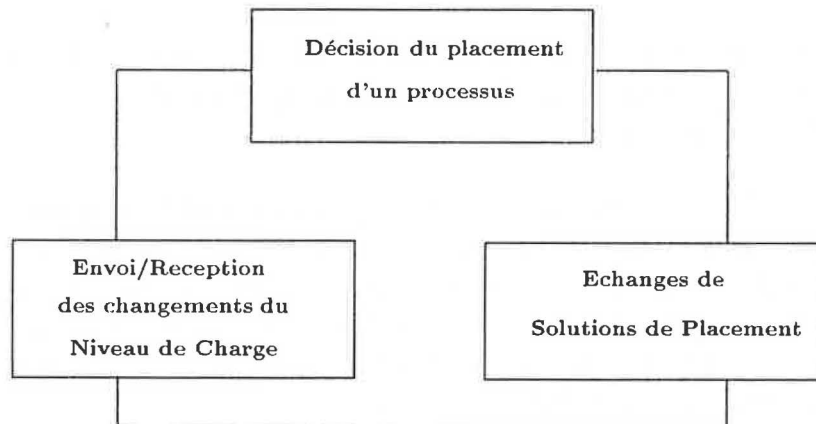 Décision du placement
d'un processus
Envoi/Reception
des changements du
Niveau de Charge
Echanges de
Solutions de Placement